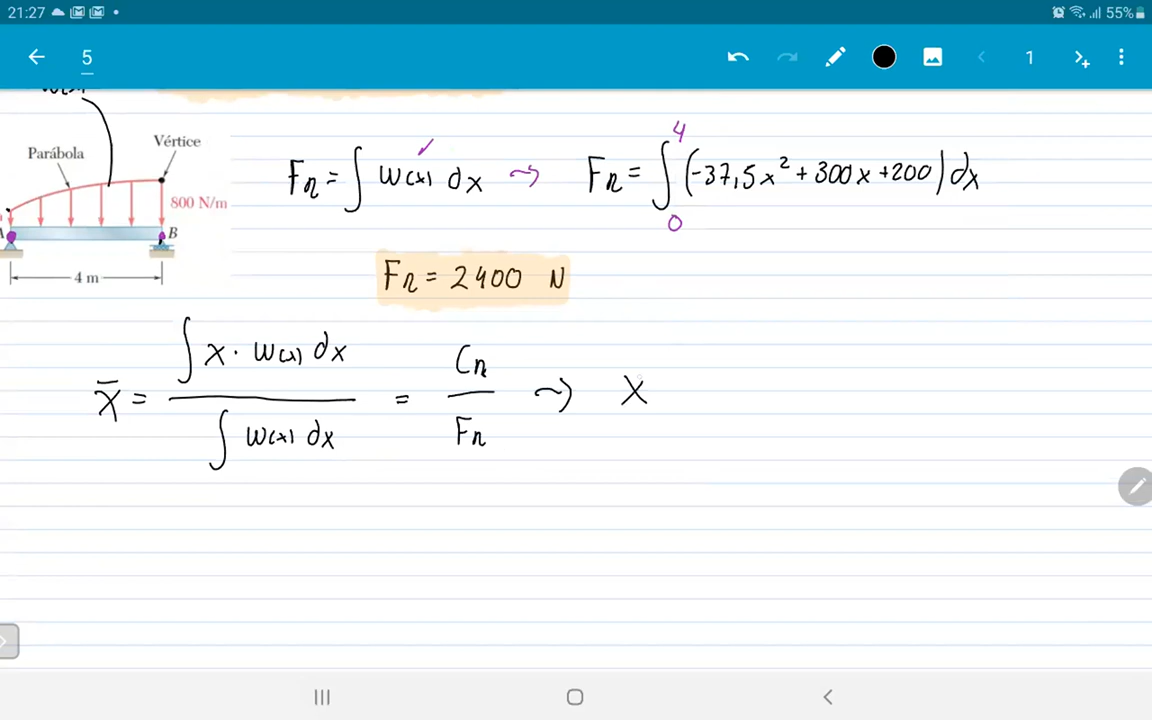 21:27 55%
5 1
Parábola Vértice
800 N/m
A B
4 m
Fr = ∫ w(x) dx ⇝ Fr = ∫₀⁴ (-37,5x² + 300x + 200) dx
Fr = 2400 N
x̄ = ∫ x · w(x) dx / ∫ w(x) dx = Cr / Fr ⇝ X